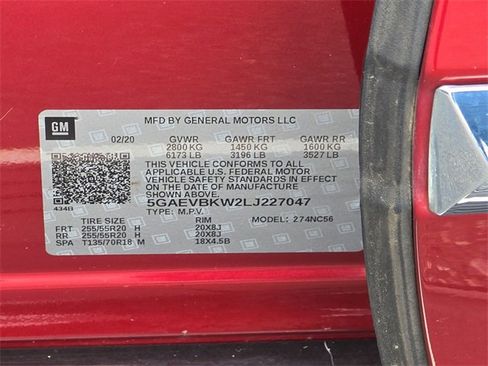 GM
MFD BY GENERAL MOTORS LLC
02/20 GVWR GAWR FRT GAWR RR
2800 KG 1450 KG 1600 KG
6173 LB 3196 LB 3527 LB
THIS VEHICLE CONFORMS TO ALL
APPLICABLE U.S. FEDERAL MOTOR
VEHICLE SAFETY STANDARDS IN
EFFECT ON THE DATE OF MANUFACTURE
SHOWN ABOVE.
5GAEVBKW2LJ227047
434B TYPE: M.P.V. MODEL: 274NC56
TIRE SIZE RIM
FRT 255/55R20 H 20X8J
RR 255/55R20 H 20X8J
SPA T135/70R18 M 18X4.5B